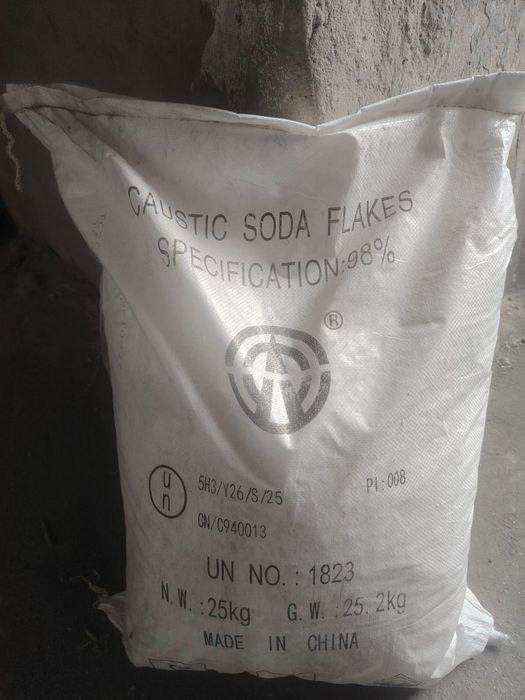 CAUSTIC SODA FLAKES
SPECIFICATION:98%
®
un
5H3/Y26/S/25
PI:008
CN/C940013
UN NO.:1823
N.W.:25kg G.W.:25.2kg
MADE IN CHINA